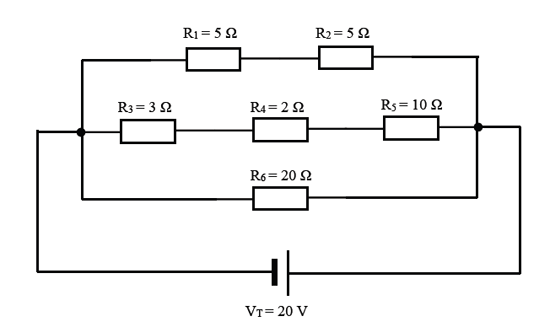 R₁= 5 Ω R₂= 5 Ω
R₃= 3 Ω R₄= 2 Ω R₅= 10 Ω
R₆= 20 Ω
V_T= 20 V